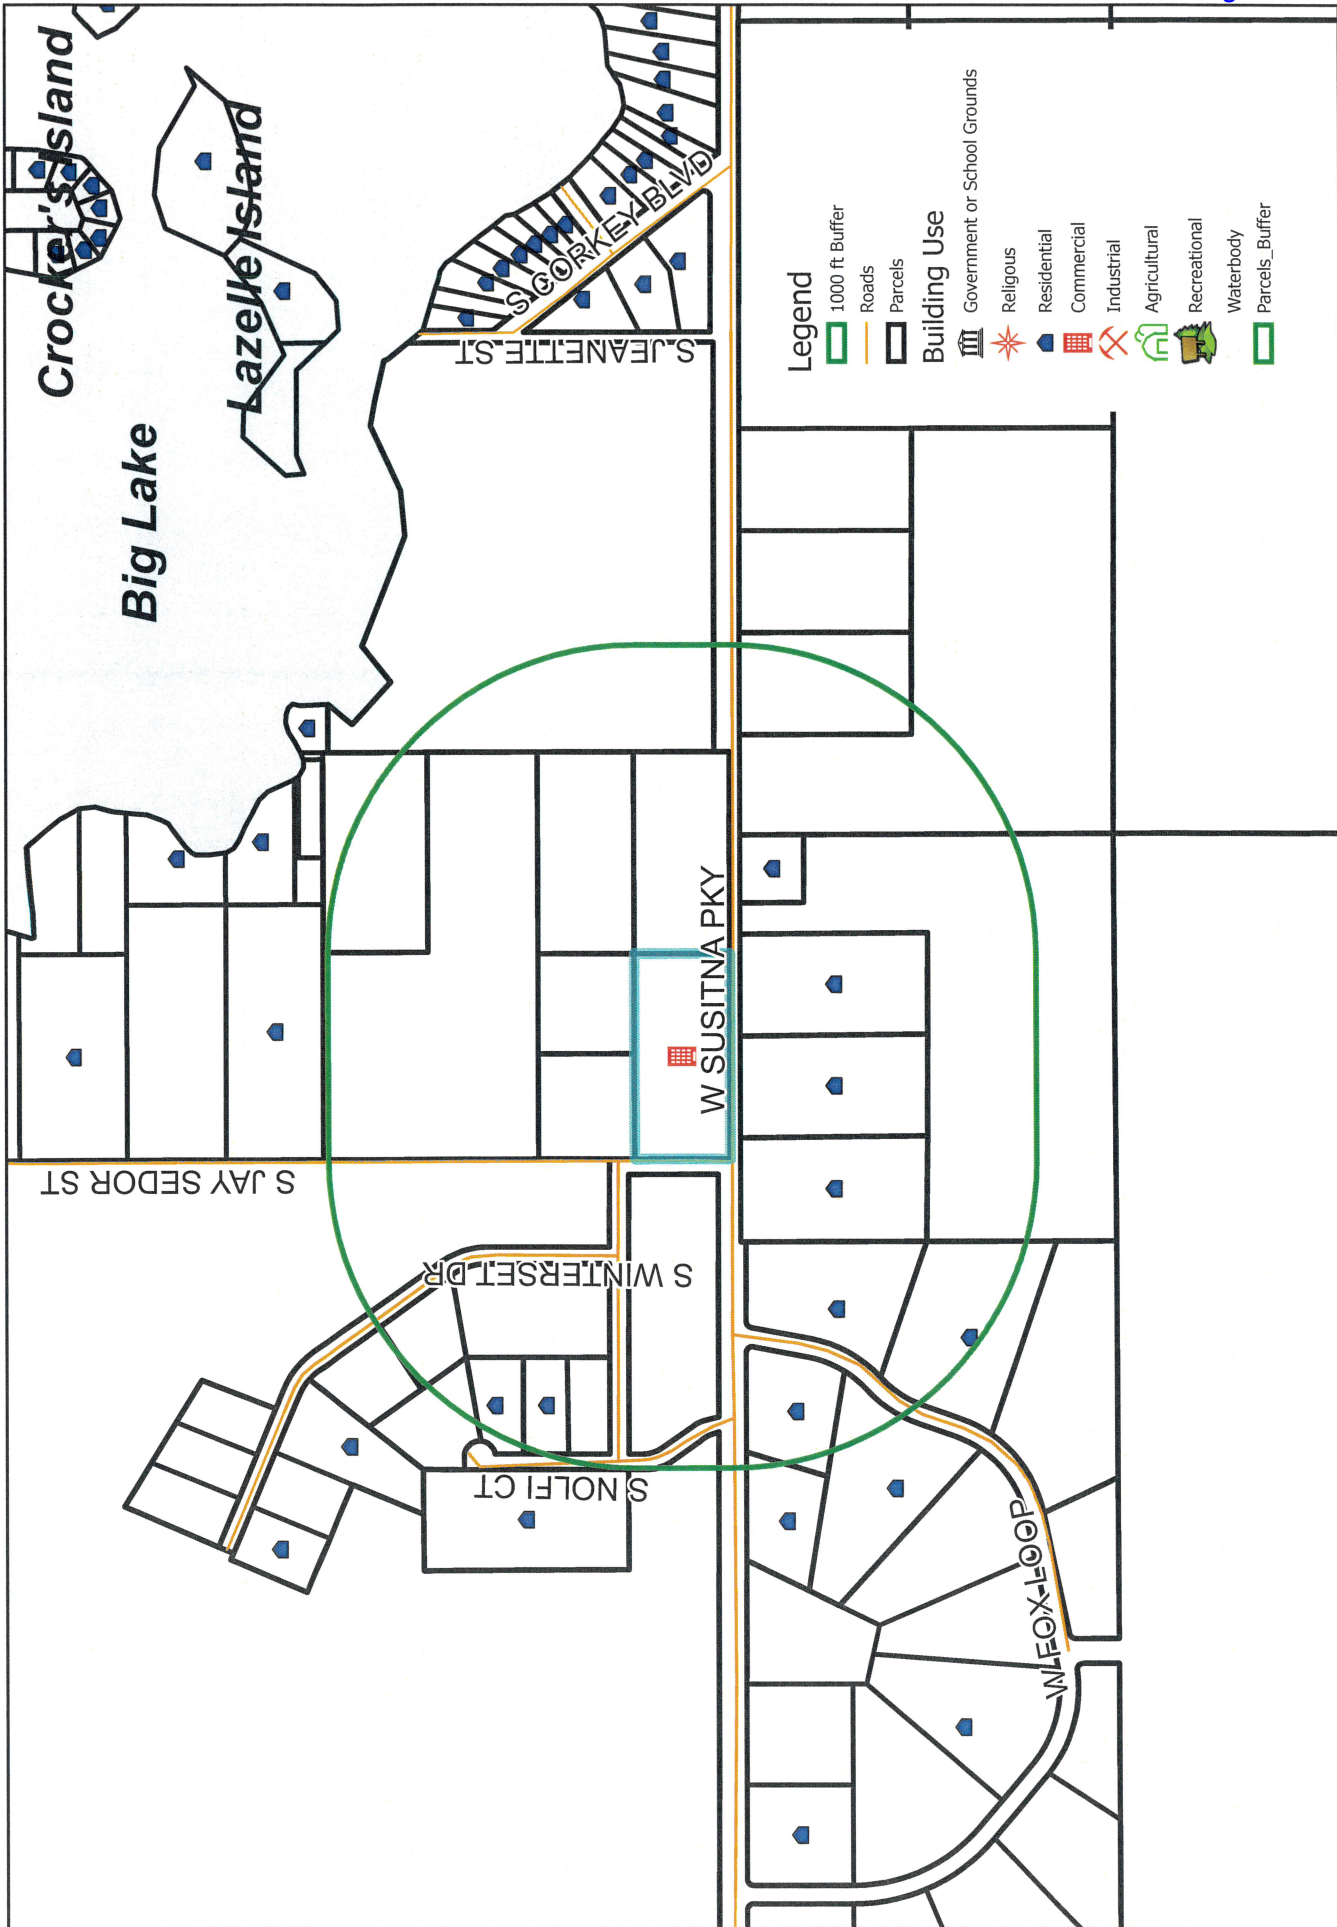 Crocker's Island
Lazelle Island
Big Lake
S CORKEY BLVD
S JEANETTE ST
W SUSITNA PKY
S JAY SEDOR ST
S WINTERSET DR
S NOLFI CT
W FOX LOOP
Legend
1000 ft Buffer
Roads
Parcels
Building Use
Government or School Grounds
Religous
Residential
Commercial
Industrial
Agricultural
Recreational
Waterbody
Parcels_Buffer